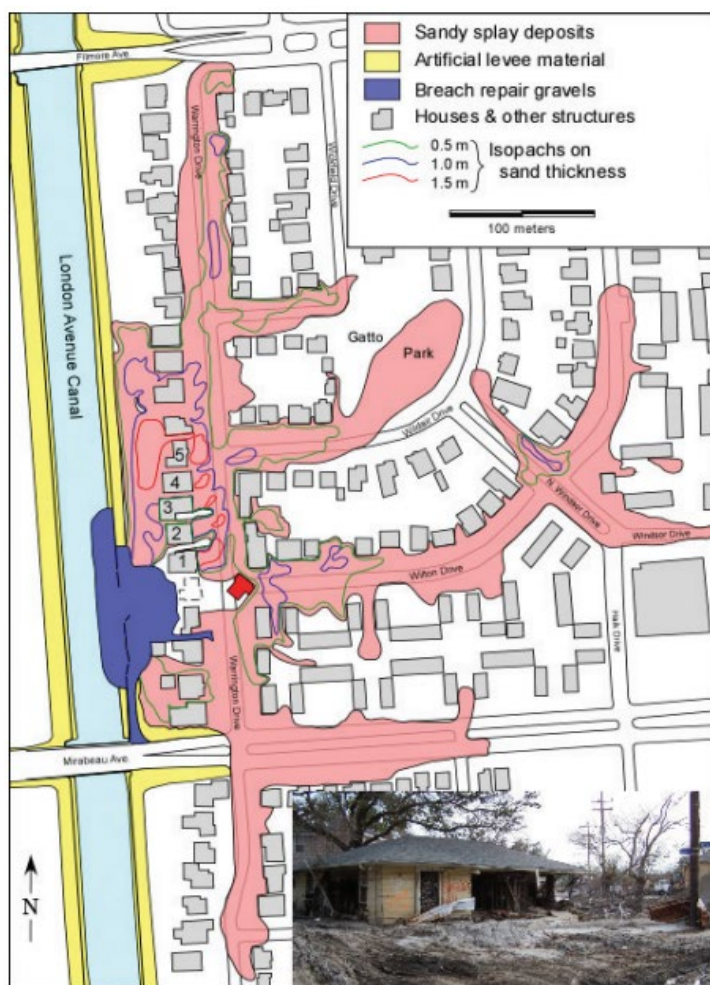 Sandy splay deposits
Artificial levee material
Breach repair gravels
Houses & other structures
0.5 m
1.0 m
1.5 m
Isopachs on
sand thickness
100 meters
Filmore Ave.
Warrington Drive
Wickfield Drive
London Avenue Canal
Gatto
Park
Wildair Drive
5
4
3
2
1
N. Windsor Drive
Windsor Drive
Wilton Drive
Warrington Drive
Mirabeau Ave.
N